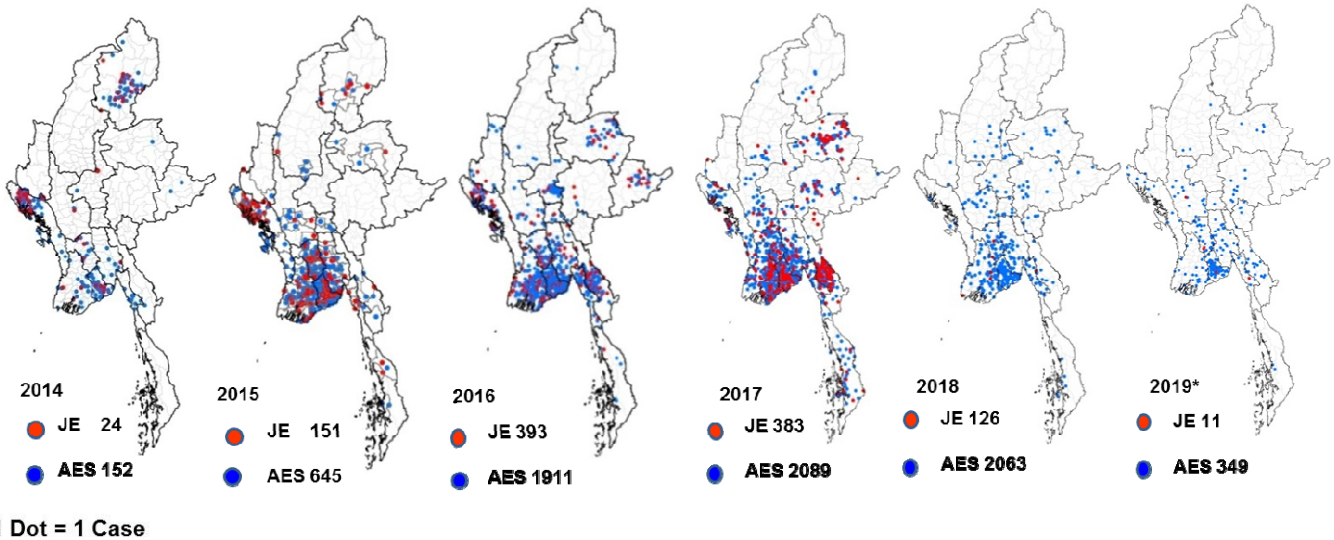 2014
JE 24
AES 152
2015
JE 151
AES 645
2016
JE 393
AES 1911
2017
JE 383
AES 2089
2018
JE 126
AES 2063
2019*
JE 11
AES 349
Dot = 1 Case